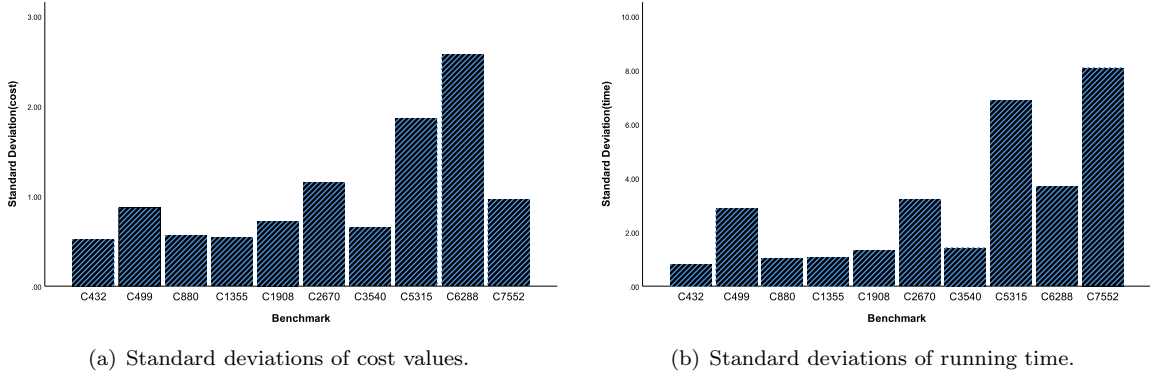 3.00
2.00
1.00
.00
Standard Deviation(cost)
C432 C499 C880 C1355 C1908 C2670 C3540 C5315 C6288 C7552
Benchmark
(a) Standard deviations of cost values.
10.00
8.00
6.00
4.00
2.00
.00
Standard Deviation(time)
C432 C499 C880 C1355 C1908 C2670 C3540 C5315 C6288 C7552
Benchmark
(b) Standard deviations of running time.